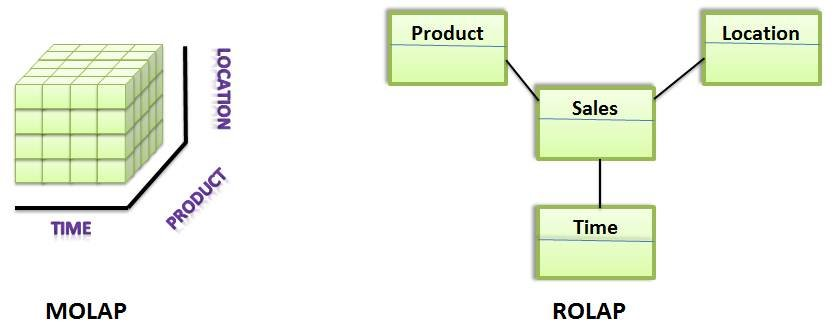 LOCATION
PRODUCT
TIME
MOLAP
Product
Location
Sales
Time
ROLAP